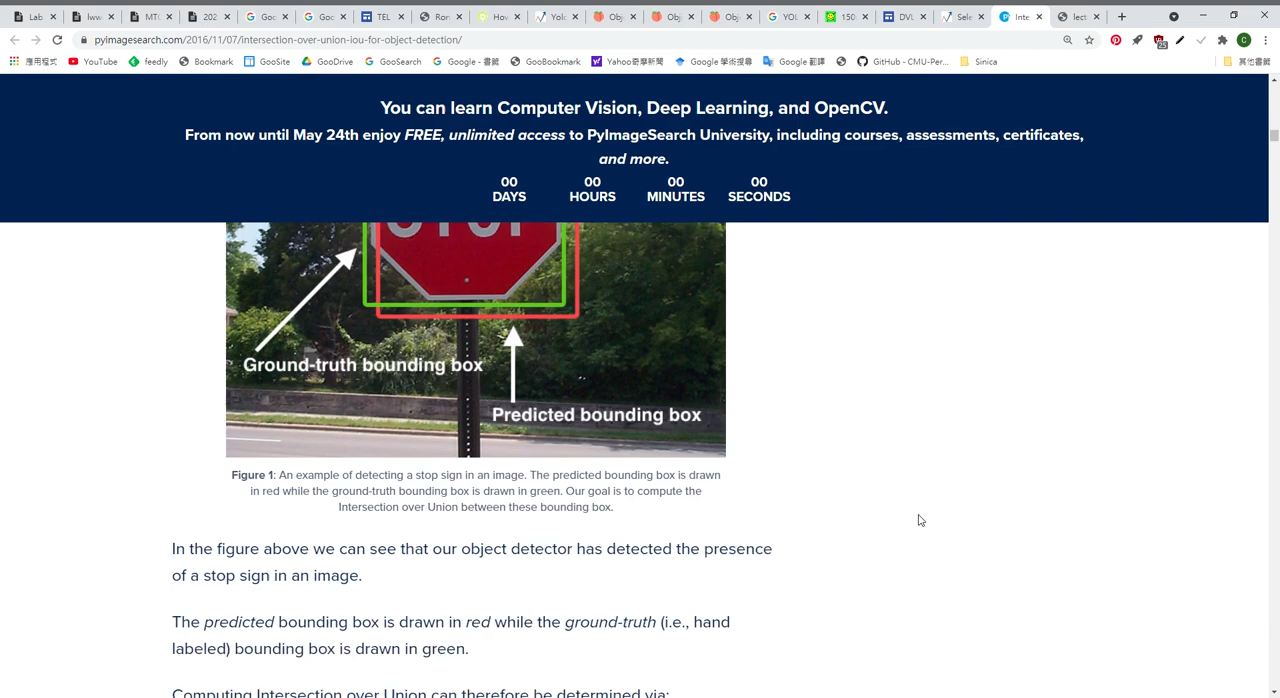 Lab
lww
MTC
202
Goo
Goo
TEL
Ron
How
Yolo
Obj
Obj
Obj
YOL
150
DVL
Sele
Inte
lect
pyimagesearch.com/2016/11/07/intersection-over-union-iou-for-object-detection/
25
C
應用程式
YouTube
feedly
Bookmark
GooSite
GooDrive
GooSearch
Google - 書籤
GooBookmark
Yahoo奇摩新聞
Google 學術搜尋
Google 翻譯
GitHub - CMU-Per...
Sinica
其他書籤
You can learn Computer Vision, Deep Learning, and OpenCV.
From now until May 24th enjoy FREE, unlimited access to PyImageSearch University, including courses, assessments, certificates,
and more.
00 00 00 00
DAYS HOURS MINUTES SECONDS
STOP
Ground-truth bounding box
Predicted bounding box
Figure 1: An example of detecting a stop sign in an image. The predicted bounding box is drawn
in red while the ground-truth bounding box is drawn in green. Our goal is to compute the
Intersection over Union between these bounding box.
In the figure above we can see that our object detector has detected the presence
of a stop sign in an image.
The predicted bounding box is drawn in red while the ground-truth (i.e., hand
labeled) bounding box is drawn in green.
Computing Intersection over Union can therefore be determined via: